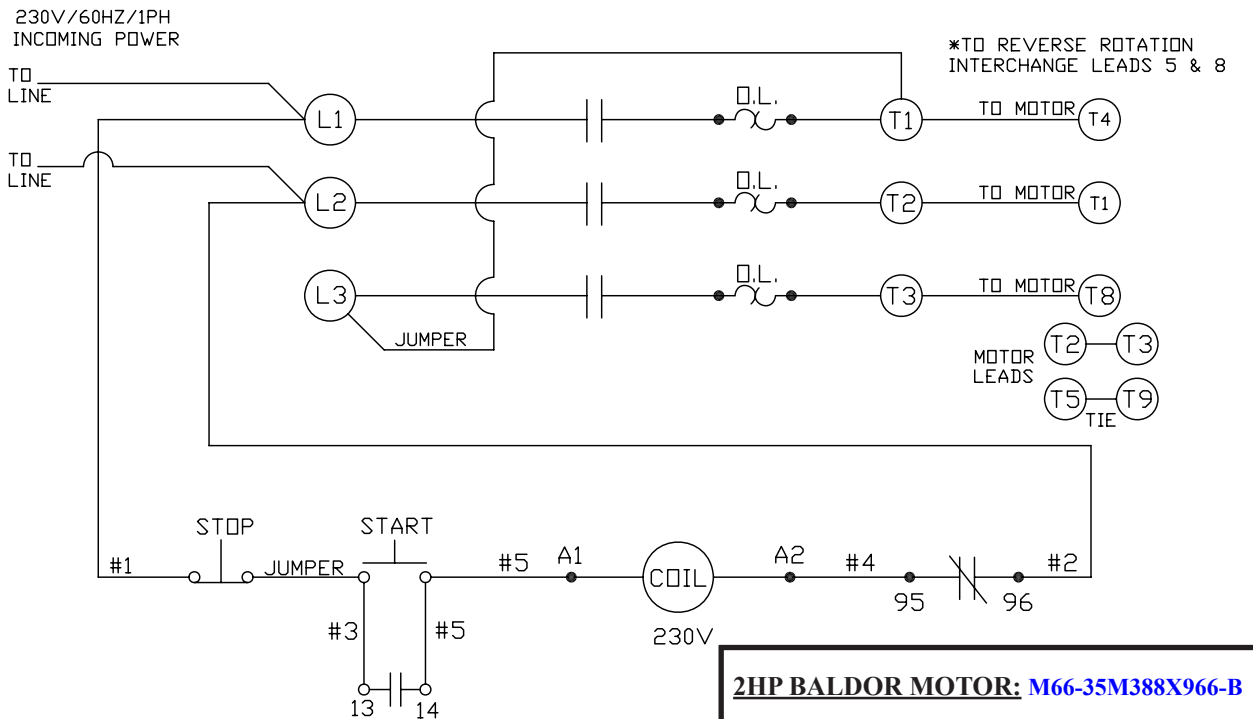 230V/60HZ/1PH
INCOMING POWER
*TO REVERSE ROTATION
INTERCHANGE LEADS 5 & 8
TO
LINE
L1
O.L.
T1
TO MOTOR
T4
TO
LINE
L2
O.L.
T2
TO MOTOR
T1
L3
O.L.
T3
TO MOTOR
T8
JUMPER
MOTOR
LEADS
T2
T3
T5
T9
TIE
STOP
START
#1
JUMPER
#5
A1
COIL
A2
#4
95
96
#2
230V
#3
#5
13
14
2HP BALDOR MOTOR: M66-35M388X966-B